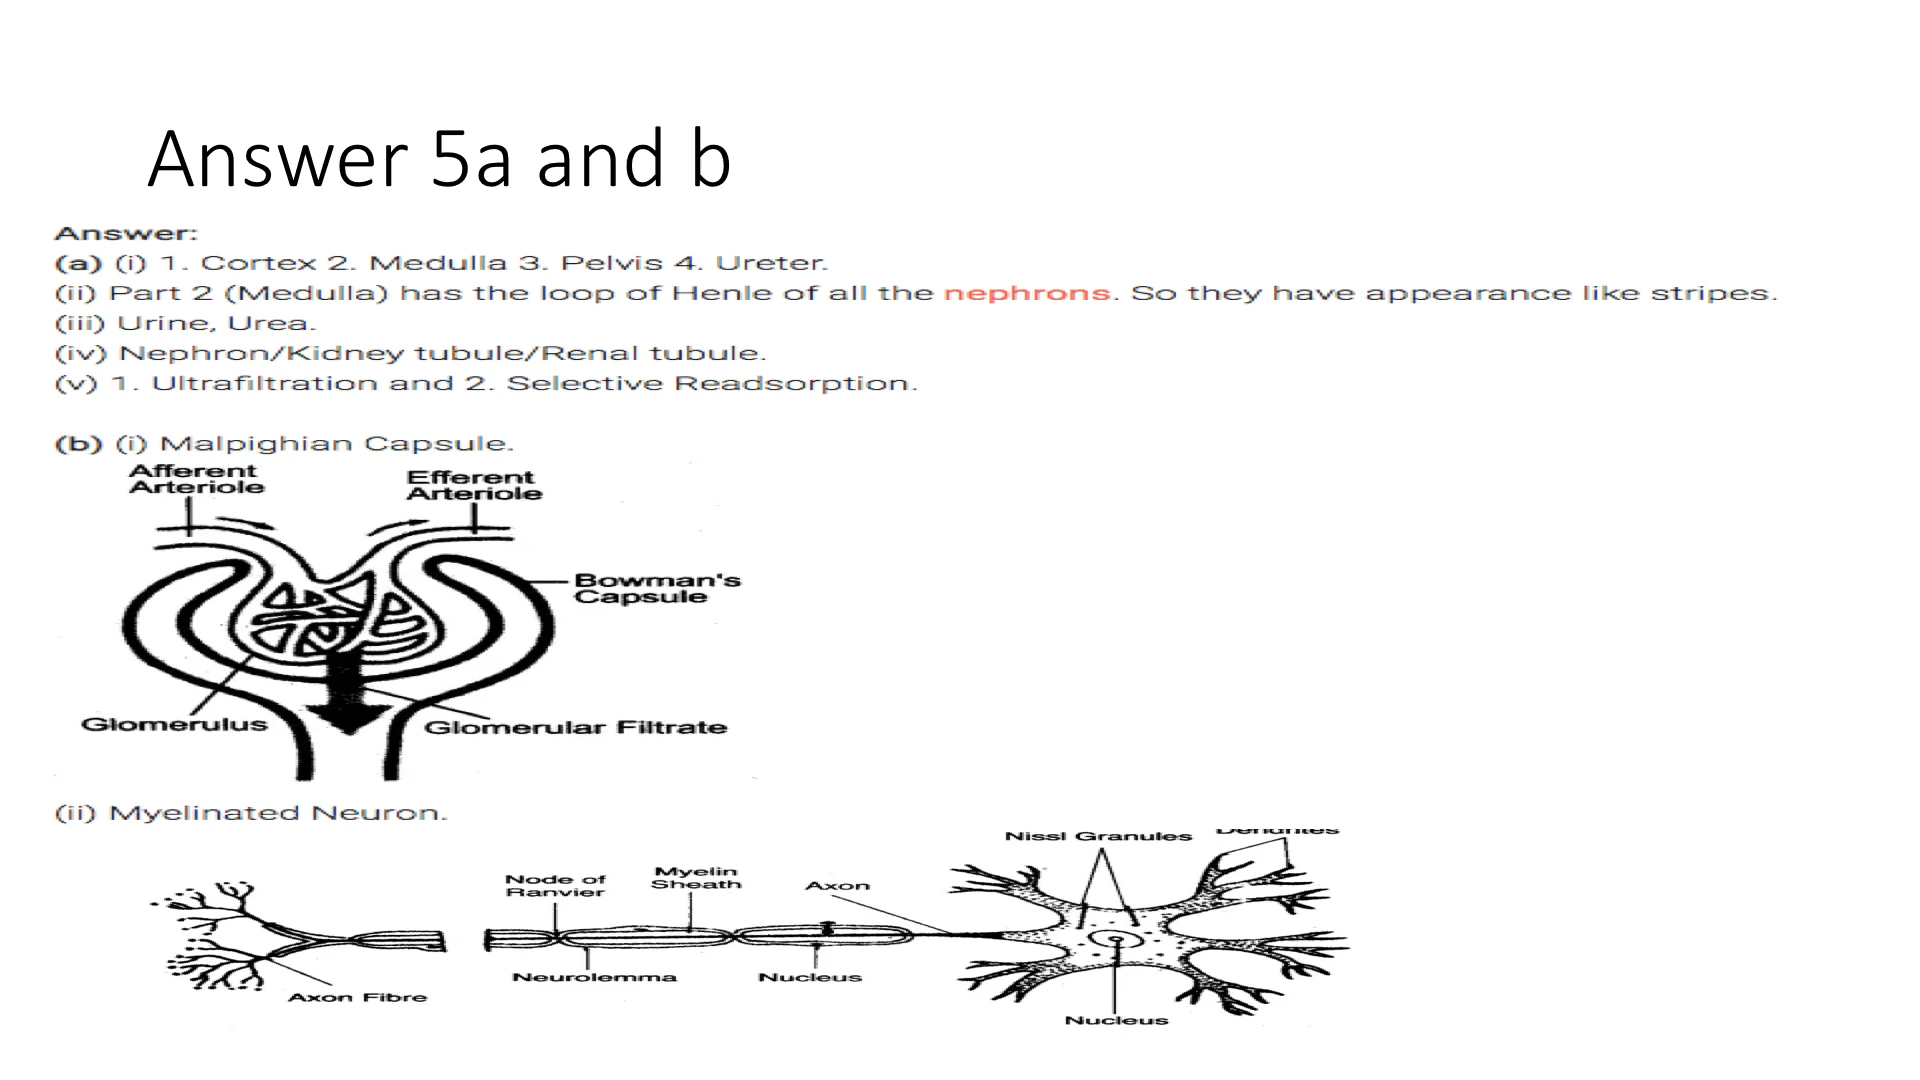 Answer 5a and b
Answer:
(a) (i) 1. Cortex 2. Medulla 3. Pelvis 4. Ureter.
(ii) Part 2 (Medulla) has the loop of Henle of all the nephrons. So they have appearance like stripes.
(iii) Urine, Urea.
(iv) Nephron/Kidney tubule/Renal tubule.
(v) 1. Ultrafiltration and 2. Selective Readsorption.
(b) (i) Malpighian Capsule.
Afferent
Arteriole
Efferent
Arteriole
Bowman's
Capsule
Glomerulus
Glomerular Filtrate
(ii) Myelinated Neuron.
Nissl Granules
Dendrites
Node of
Ranvier
Myelin
Sheath
Axon
Neurolemma
Nucleus
Axon Fibre
Nucleus